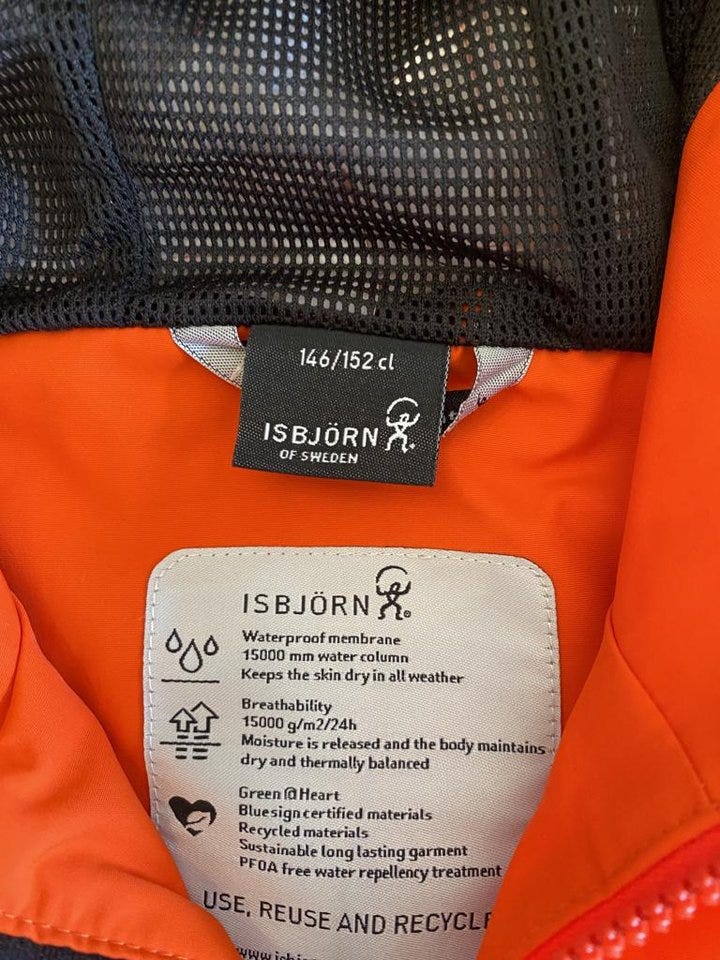 146/152 cl
ISBJÖRN
OF SWEDEN
ISBJÖRN
Waterproof membrane
15000 mm water column
Keeps the skin dry in all weather
Breathability
15000 g/m2/24h
Moisture is released and the body maintains
dry and thermally balanced
Green @ Heart
Bluesign certified materials
Recycled materials
Sustainable long lasting garment
PFOA free water repellency treatment
USE, REUSE AND RECYCLE